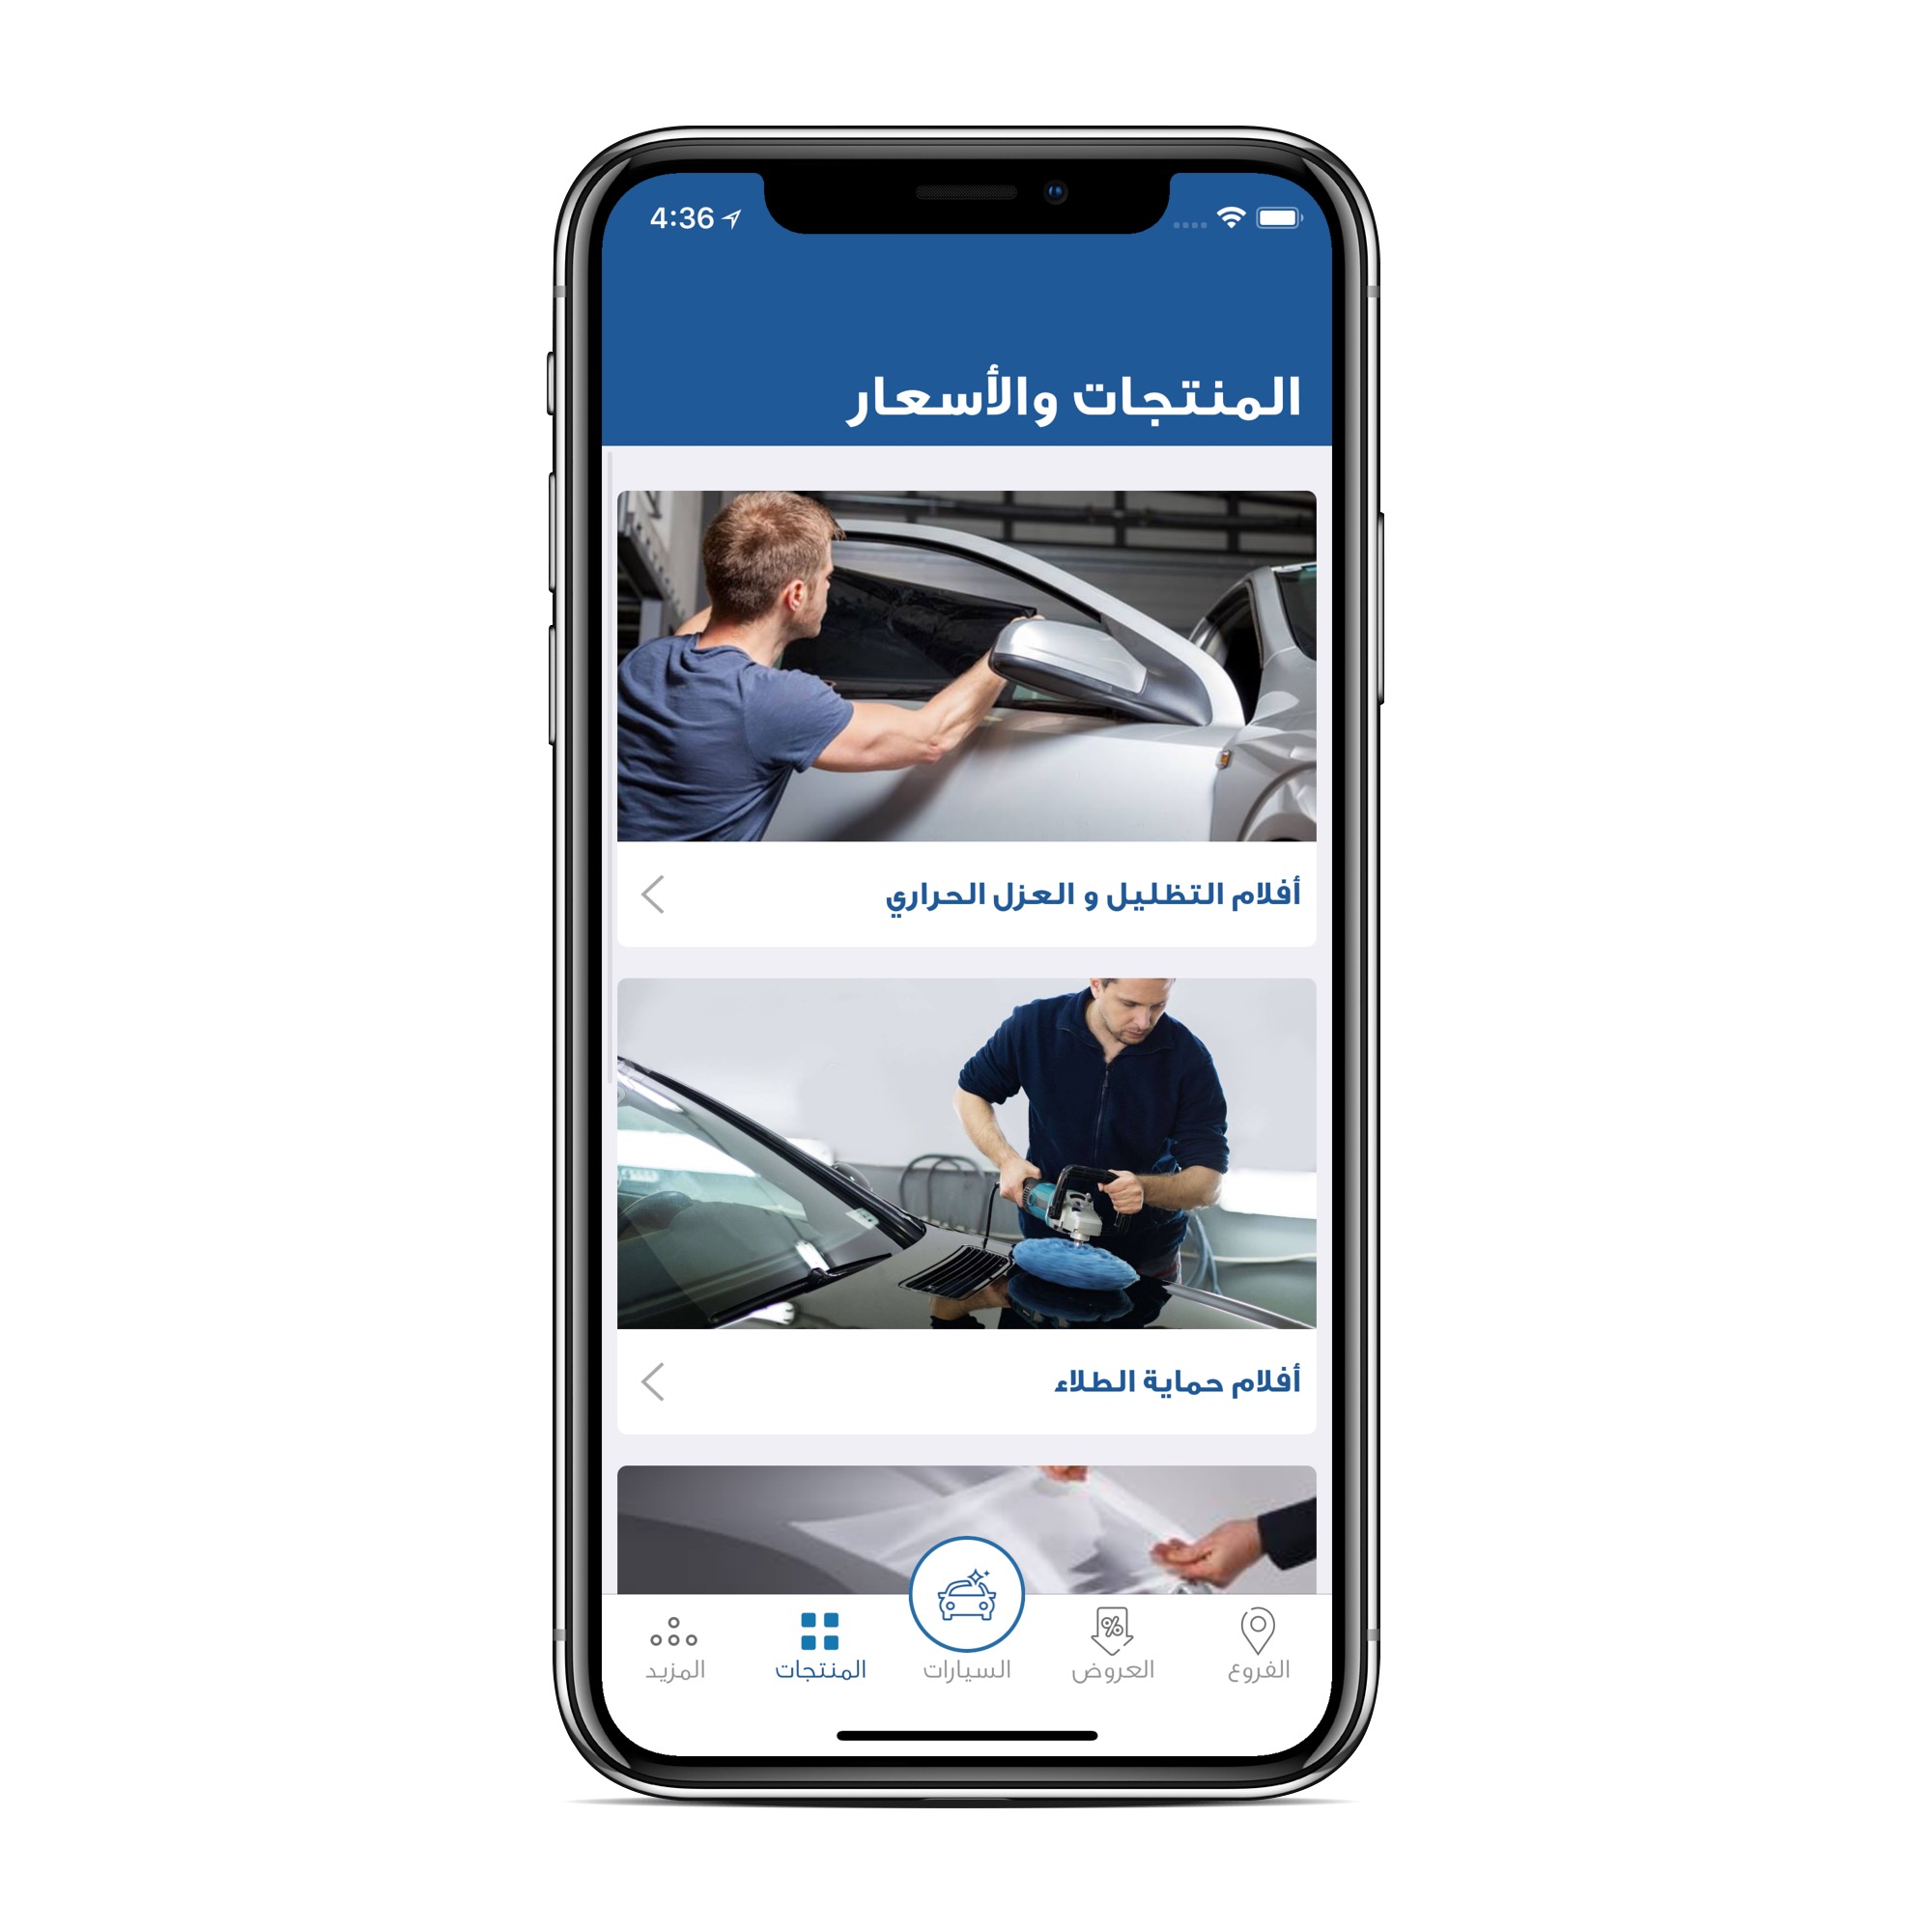 4:36
المنتجات والأسعار
أفلام التظليل و العزل الحراري
أفلام حماية الطلاء
%
الفروع
العروض
السيارات
المنتجات
المزيد